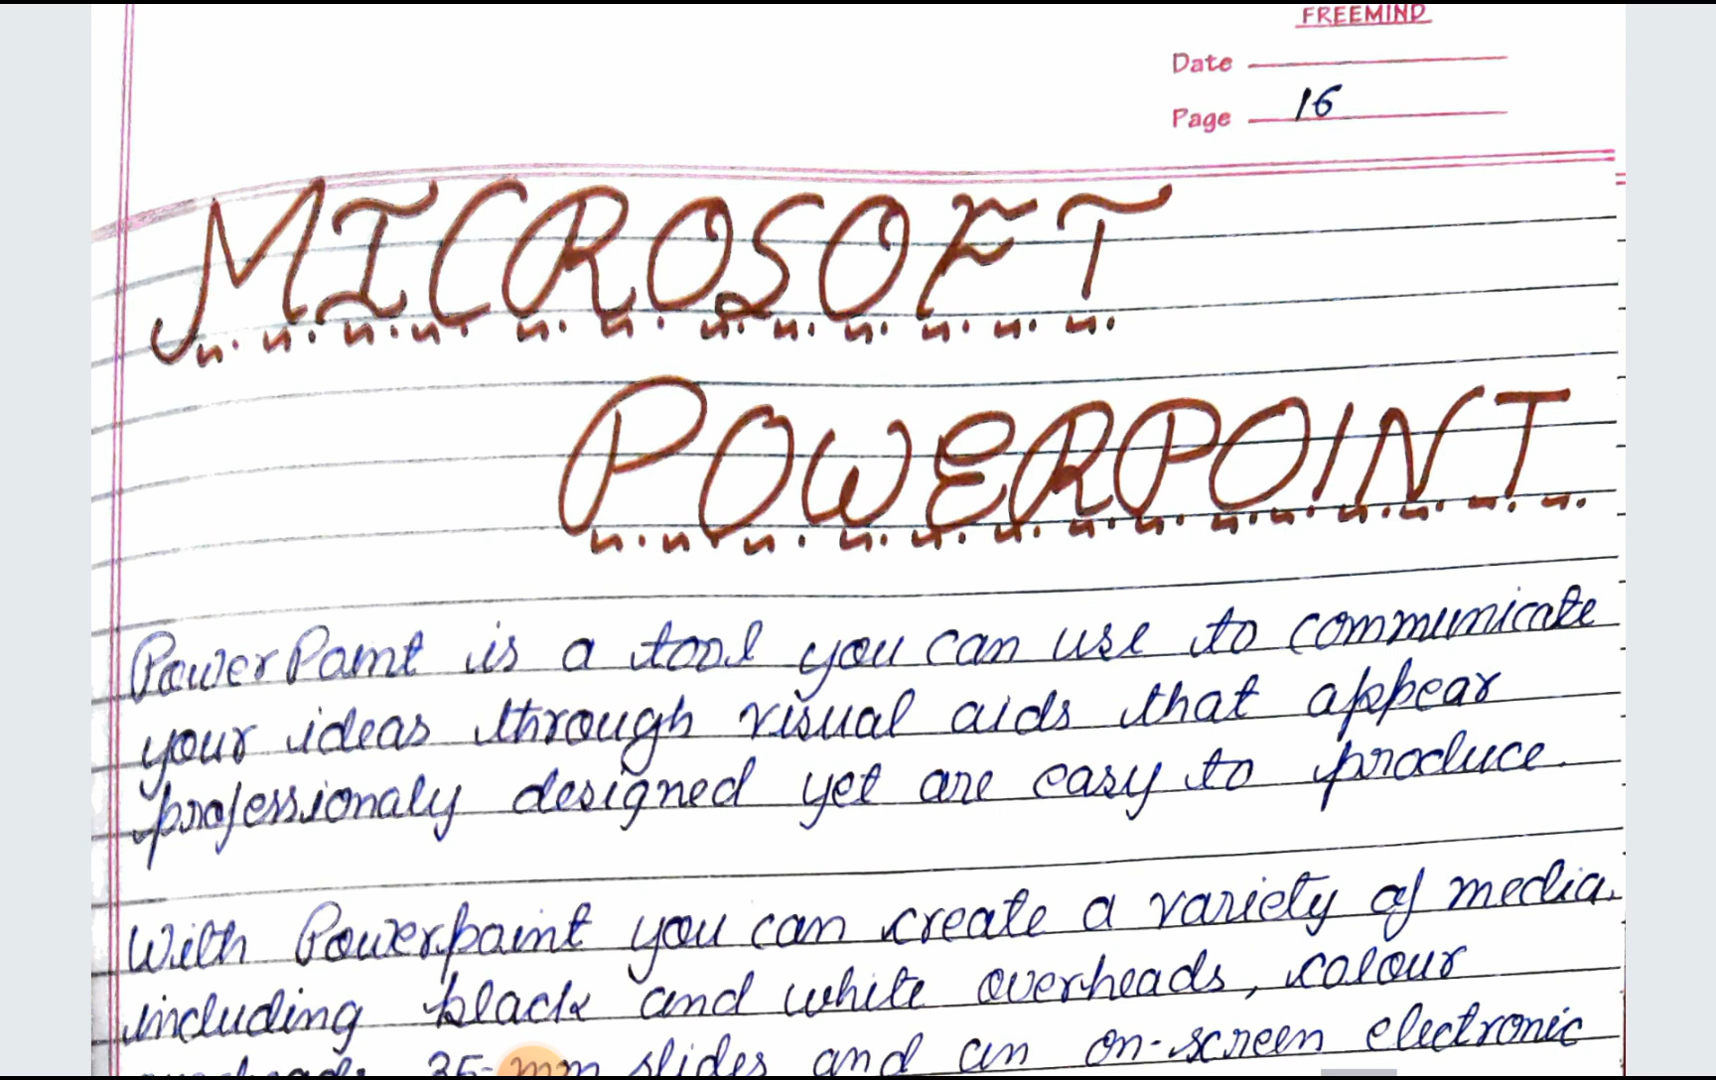 FREEMIND
Date
Page 16
MICROSOFT
POWERPOINT
PowerPoint is a tool you can use to communicate
your ideas through visual aids that appear
professionaly designed yet are easy to produce.
With Powerpoint you can create a variety of media.
including black and white overheads, colour
35-mm slides and an on-screen electronic